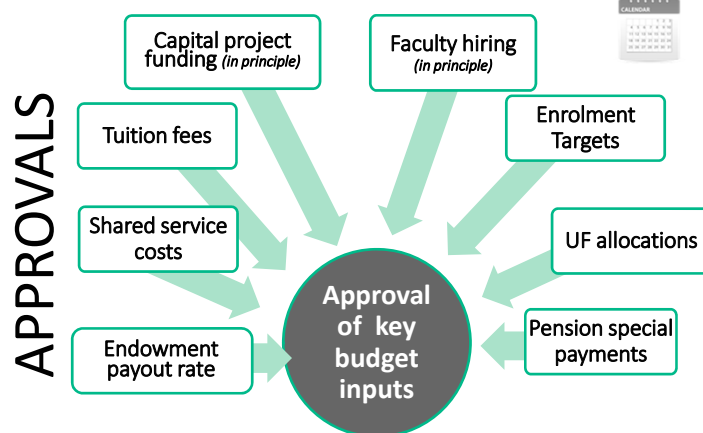 CALENDAR
Capital project
funding (in principle)
Faculty hiring
(in principle)
Tuition fees
Enrolment
Targets
APPROVALS
Shared service
costs
UF allocations
Approval
of key
budget
inputs
Endowment
payout rate
Pension special
payments